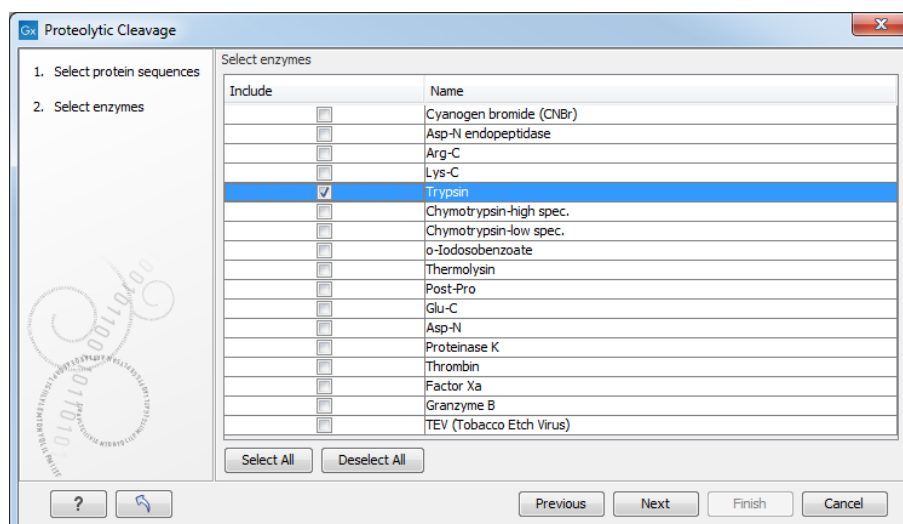 Gx Proteolytic Cleavage
X
1. Select protein sequences
2. Select enzymes
Select enzymes
Include Name
Cyanogen bromide (CNBr)
Asp-N endopeptidase
Arg-C
Lys-C
Trypsin
Chymotrypsin-high spec.
Chymotrypsin-low spec.
o-Iodosobenzoate
Thermolysin
Post-Pro
Glu-C
Asp-N
Proteinase K
Thrombin
Factor Xa
Granzyme B
TEV (Tobacco Etch Virus)
Select All Deselect All
? Previous Next Finish Cancel